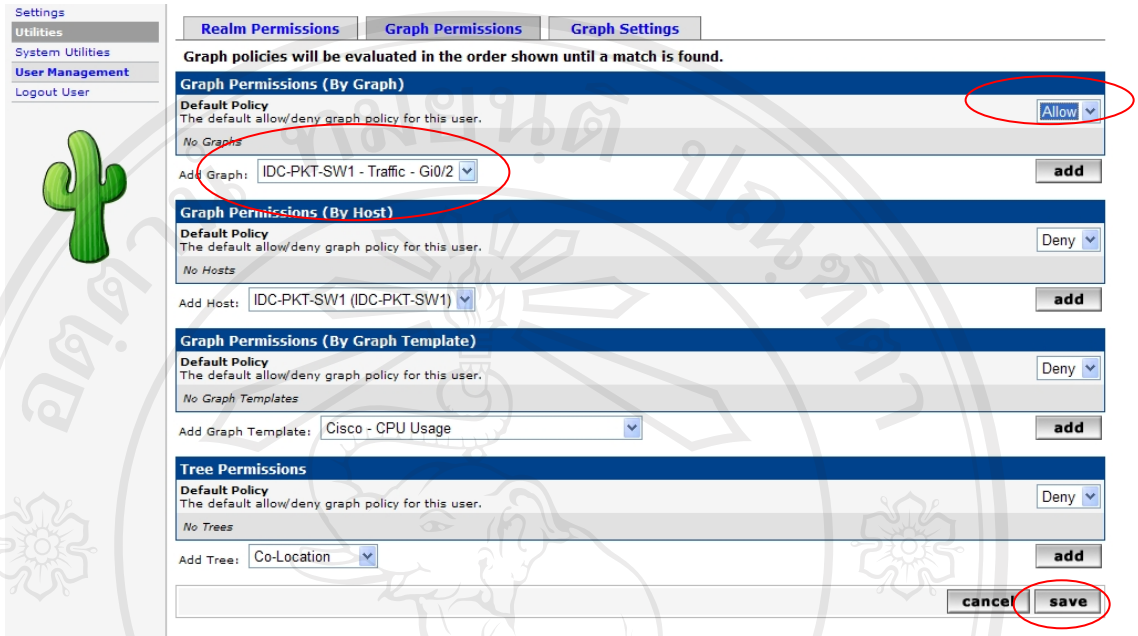 Settings
Utilities
System Utilities
User Management
Logout User
Realm Permissions Graph Permissions Graph Settings
Graph policies will be evaluated in the order shown until a match is found.
Graph Permissions (By Graph)
Default Policy
The default allow/deny graph policy for this user.
Allow
No Graphs
Add Graph: IDC-PKT-SW1 - Traffic - Gi0/2 add
Graph Permissions (By Host)
Default Policy
The default allow/deny graph policy for this user.
Deny
No Hosts
Add Host: IDC-PKT-SW1 (IDC-PKT-SW1) add
Graph Permissions (By Graph Template)
Default Policy
The default allow/deny graph policy for this user.
Deny
No Graph Templates
Add Graph Template: Cisco - CPU Usage add
Tree Permissions
Default Policy
The default allow/deny graph policy for this user.
Deny
No Trees
Add Tree: Co-Location add
cancel save